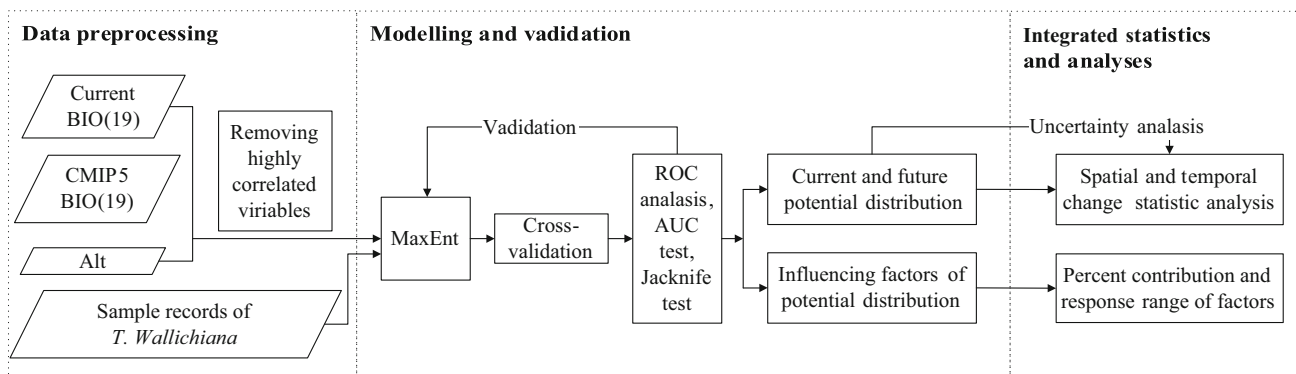 Data preprocessing
Current
BIO(19)
CMIP5
BIO(19)
Alt
Sample records of
T. Wallichiana
Removing
highly
correlated
viriables
Modelling and vadidation
Vadidation
MaxEnt
Cross-
validation
ROC
analasis,
AUC
test,
Jacknife
test
Current and future
potential distribution
Influencing factors of
potential distribution
Integrated statistics
and analyses
Uncertainty analasis
Spatial and temporal
change statistic analysis
Percent contribution and
response range of factors